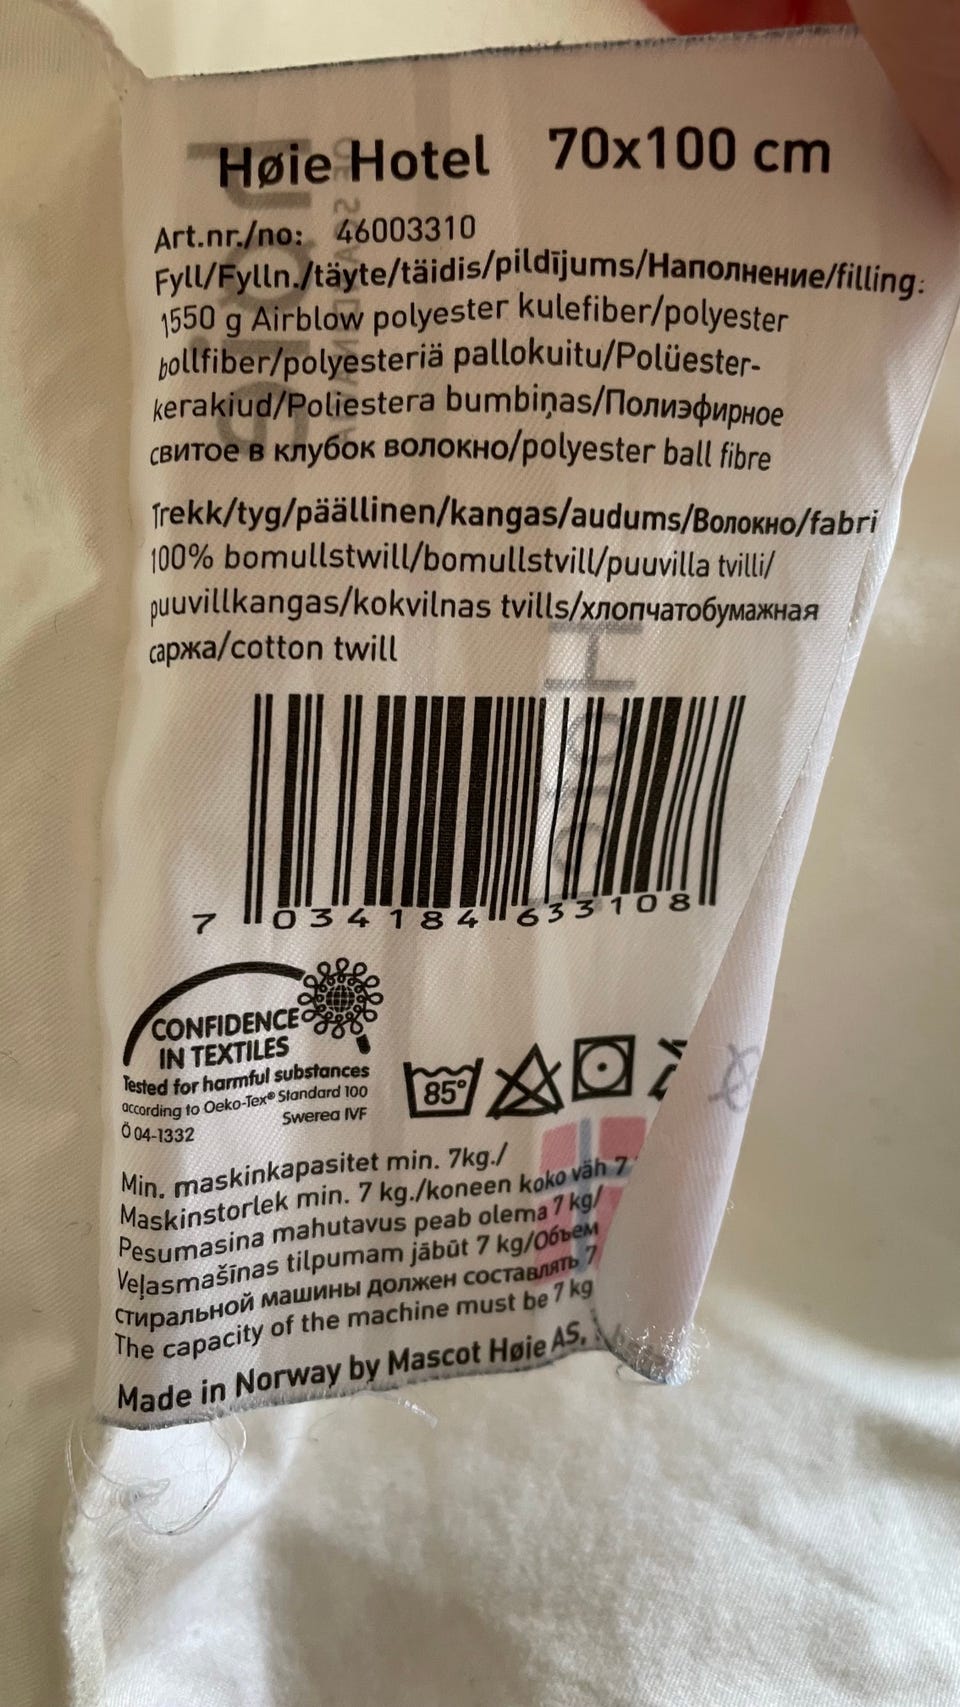 Høie Hotel 70x100 cm
Art.nr./no: 46003310
Fyll/Fylln./täyte/täidis/pildījums/Наполнение/filling:
1550 g Airblow polyester kulefiber/polyester
bollfiber/polyesteriä pallokuitu/Polüester-
kerakiud/Poliestera bumbiņas/Полиэфирное
свитое в клубок волокно/polyester ball fibre
Trekk/tyg/päällinen/kangas/audums/Волокно/fabri
100% bomullstwill/bomullstvill/puuvilla tvilli/
puuvillkangas/kokvilnas tvills/хлопчатобумажная
саржа/cotton twill
7 034184 633108
CONFIDENCE
IN TEXTILES
Tested for harmful substances
according to Oeko-Tex® Standard 100
Ö 04-1332 Swerea IVF
85°
Min. maskinkapasitet min. 7kg./
Maskinstorlek min. 7 kg./koneen koko väh 7
Pesumasina mahutavus peab olema 7 kg/
Veļasmašīnas tilpumam jābūt 7 kg/Объем
стиральной машины должен составлять 7
The capacity of the machine must be 7 kg
Made in Norway by Mascot Høie AS,